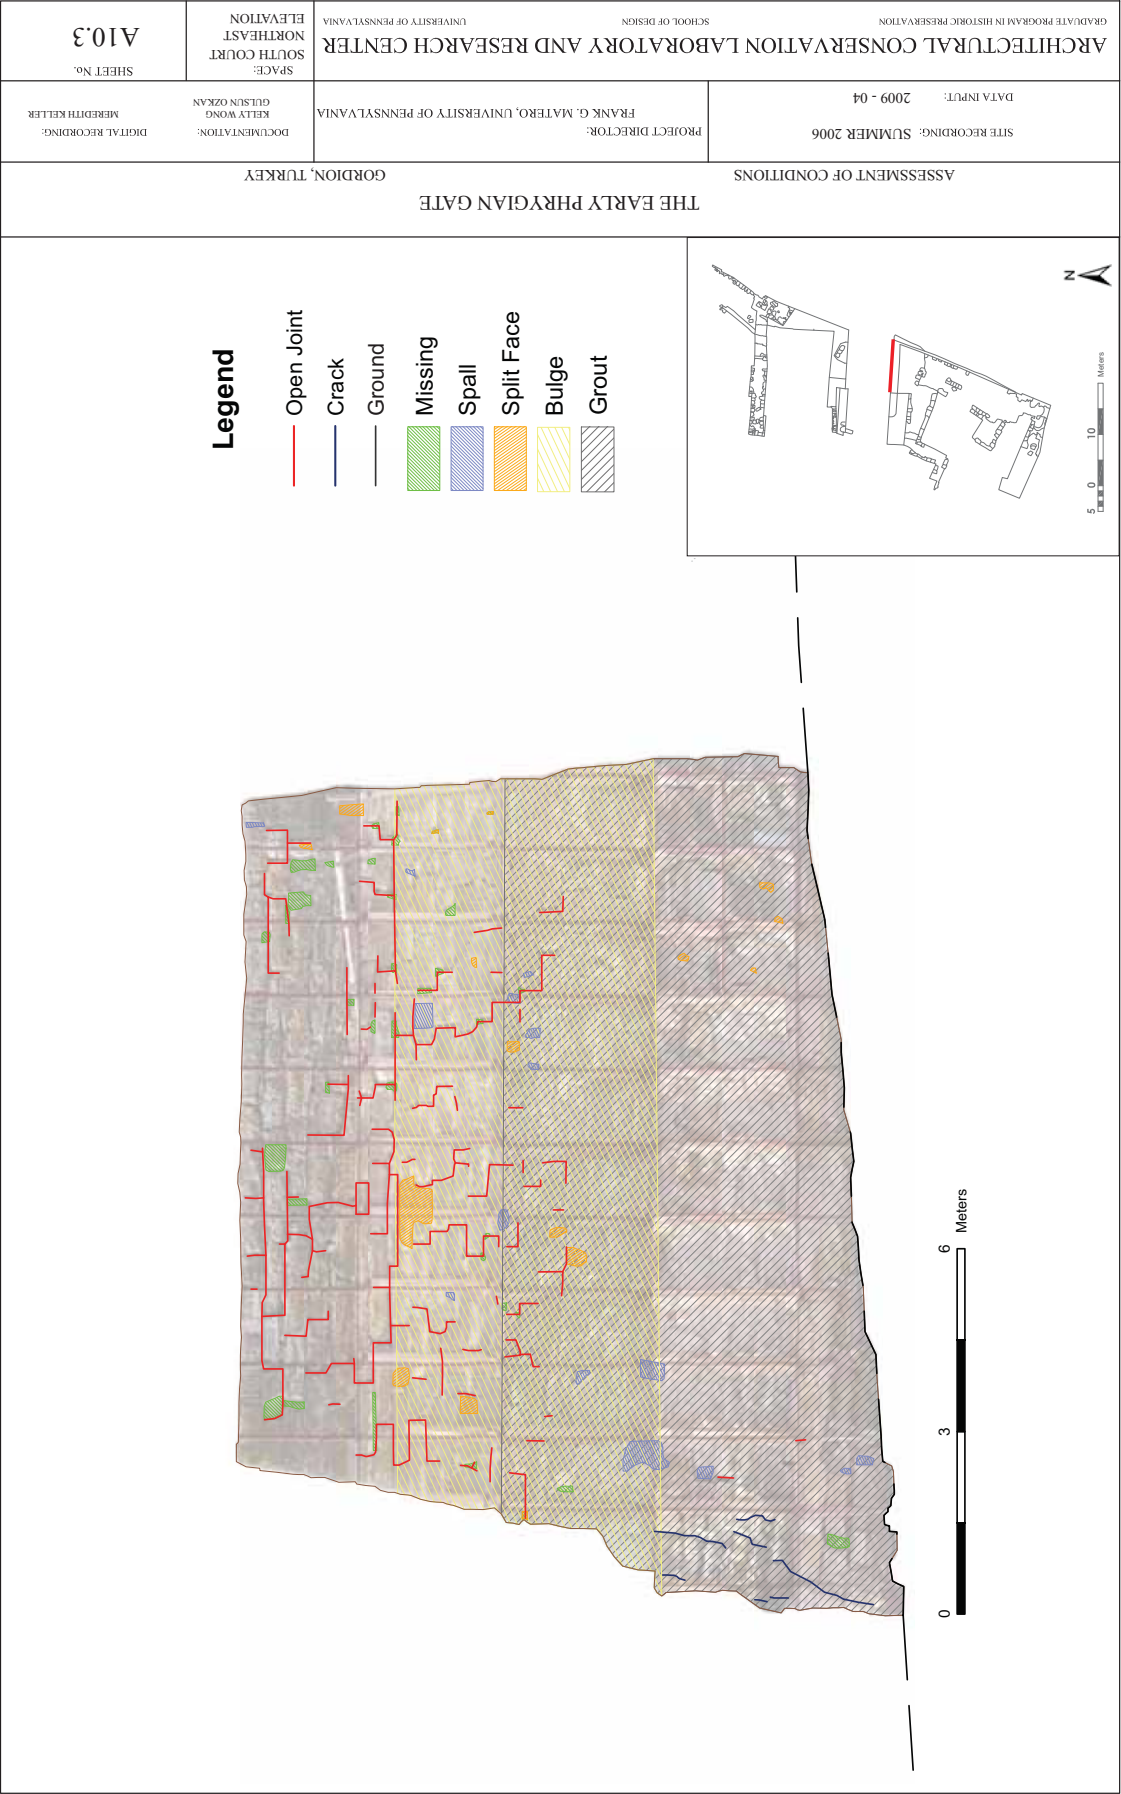 THE EARLY PHRYGIAN GATE
ASSESSMENT OF CONDITIONS
GORDION, TURKEY
SITE RECORDING: SUMMER 2006
DATA INPUT: 2009 - 04
PROJECT DIRECTOR:
FRANK G. MATERO, UNIVERSITY OF PENNSYLVANIA
DOCUMENTATION:
KELLY WONG
GULSUN OZKAN
DIGITAL RECORDING:
MEREDITH KELLER
ARCHITECTURAL CONSERVATION LABORATORY AND RESEARCH CENTER
GRADUATE PROGRAM IN HISTORIC PRESERVATION
SCHOOL OF DESIGN
UNIVERSITY OF PENNSYLVANIA
SPACE:
SOUTH COURT
NORTHEAST
ELEVATION
SHEET No.
A10.3
Legend
Open Joint
Crack
Ground
Missing
Spall
Split Face
Bulge
Grout
N
5 0 10
Meters
0 3 6
Meters